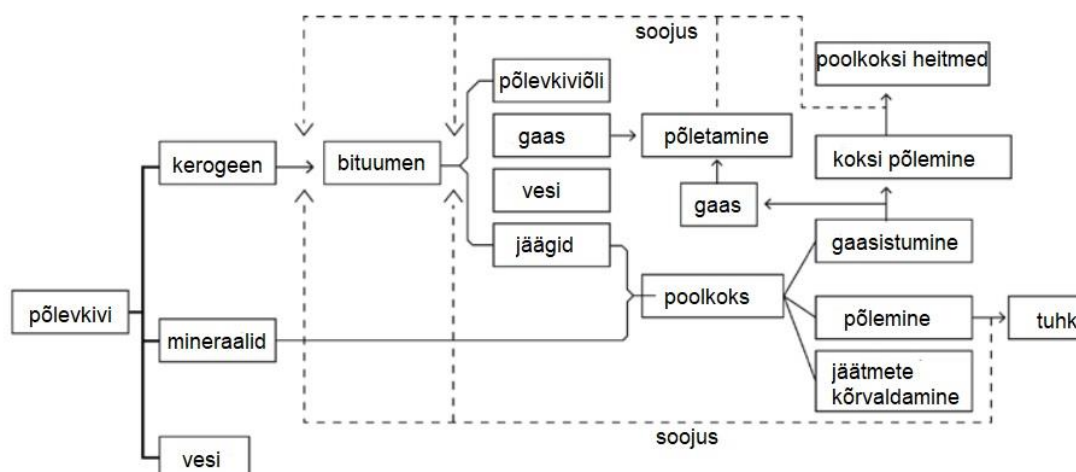 soojus
poolkoksi heitmed
põlevkiviõli
gaas
põletamine
kerogeen
bituumen
koksi põlemine
vesi
gaas
jäägid
gaasistumine
põlevkivi
poolkoks
põlemine
tuhk
mineraalid
jäätmete
kõrvaldamine
soojus
vesi